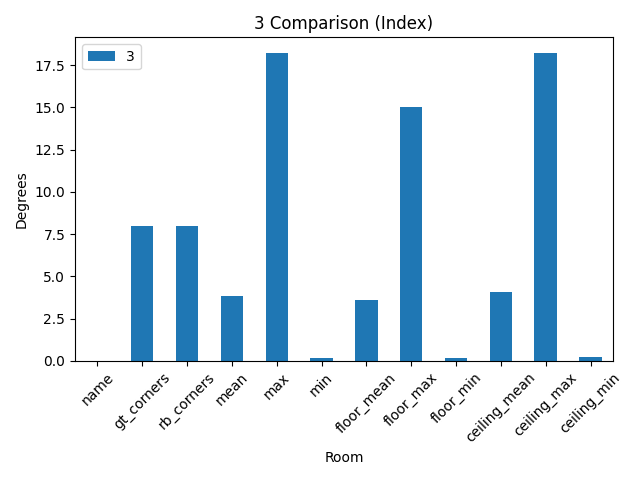 3 Comparison (Index)
3
Degrees
17.5
15.0
12.5
10.0
7.5
5.0
2.5
0.0
name
gt_corners
rb_corners
mean
max
min
floor_mean
floor_max
floor_min
ceiling_mean
ceiling_max
ceiling_min
Room